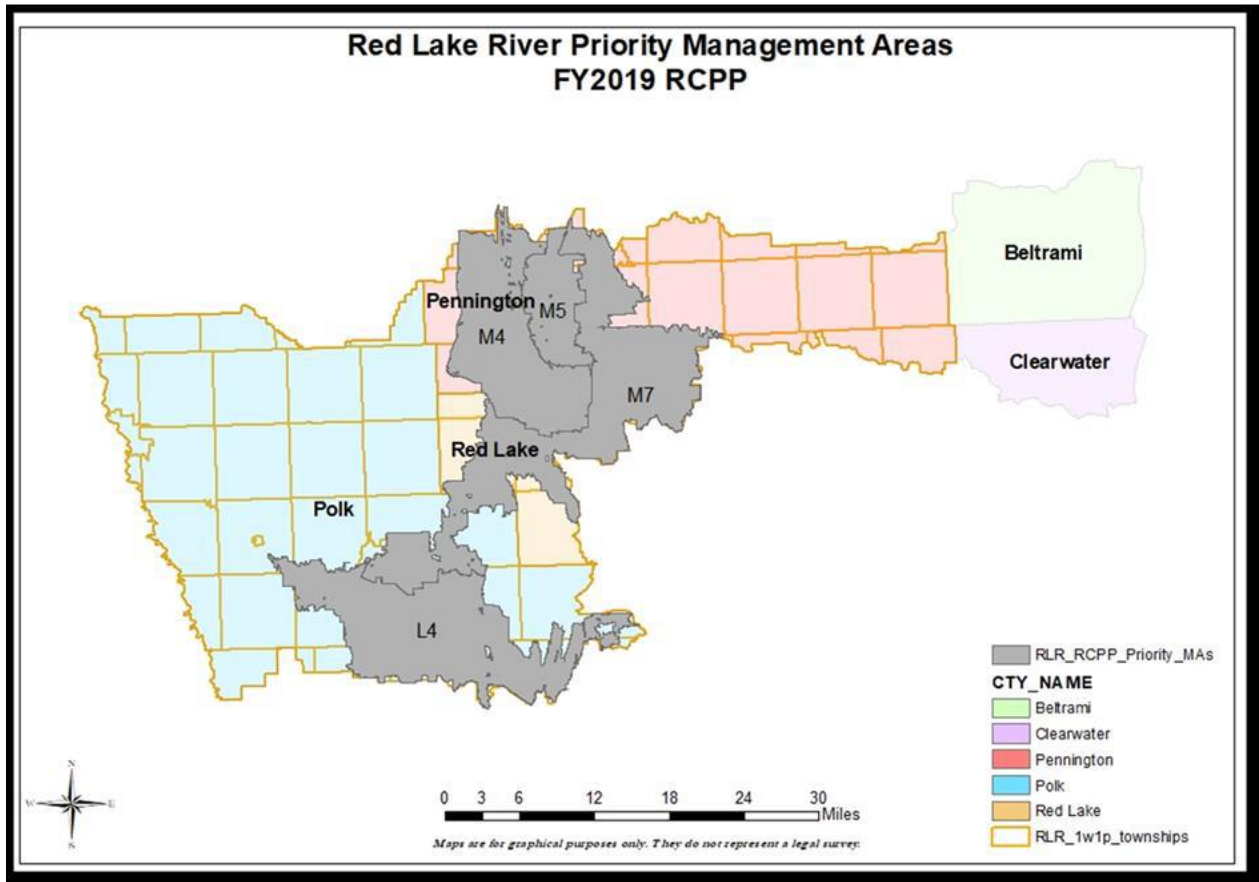 Red Lake River Priority Management Areas
FY2019 RCPP
Beltrami
Pennington
M5
M4
Clearwater
M7
Red Lake
Polk
L4
RLR_RCPP_Priority_MAs
CTY_NAME
Beltrami
Clearwater
Pennington
Polk
Red Lake
RLR_1w1p_townships
N
W E
S
0 3 6 12 18 24 30
Miles
Maps are for graphical purposes only. They do not represent a legal survey.